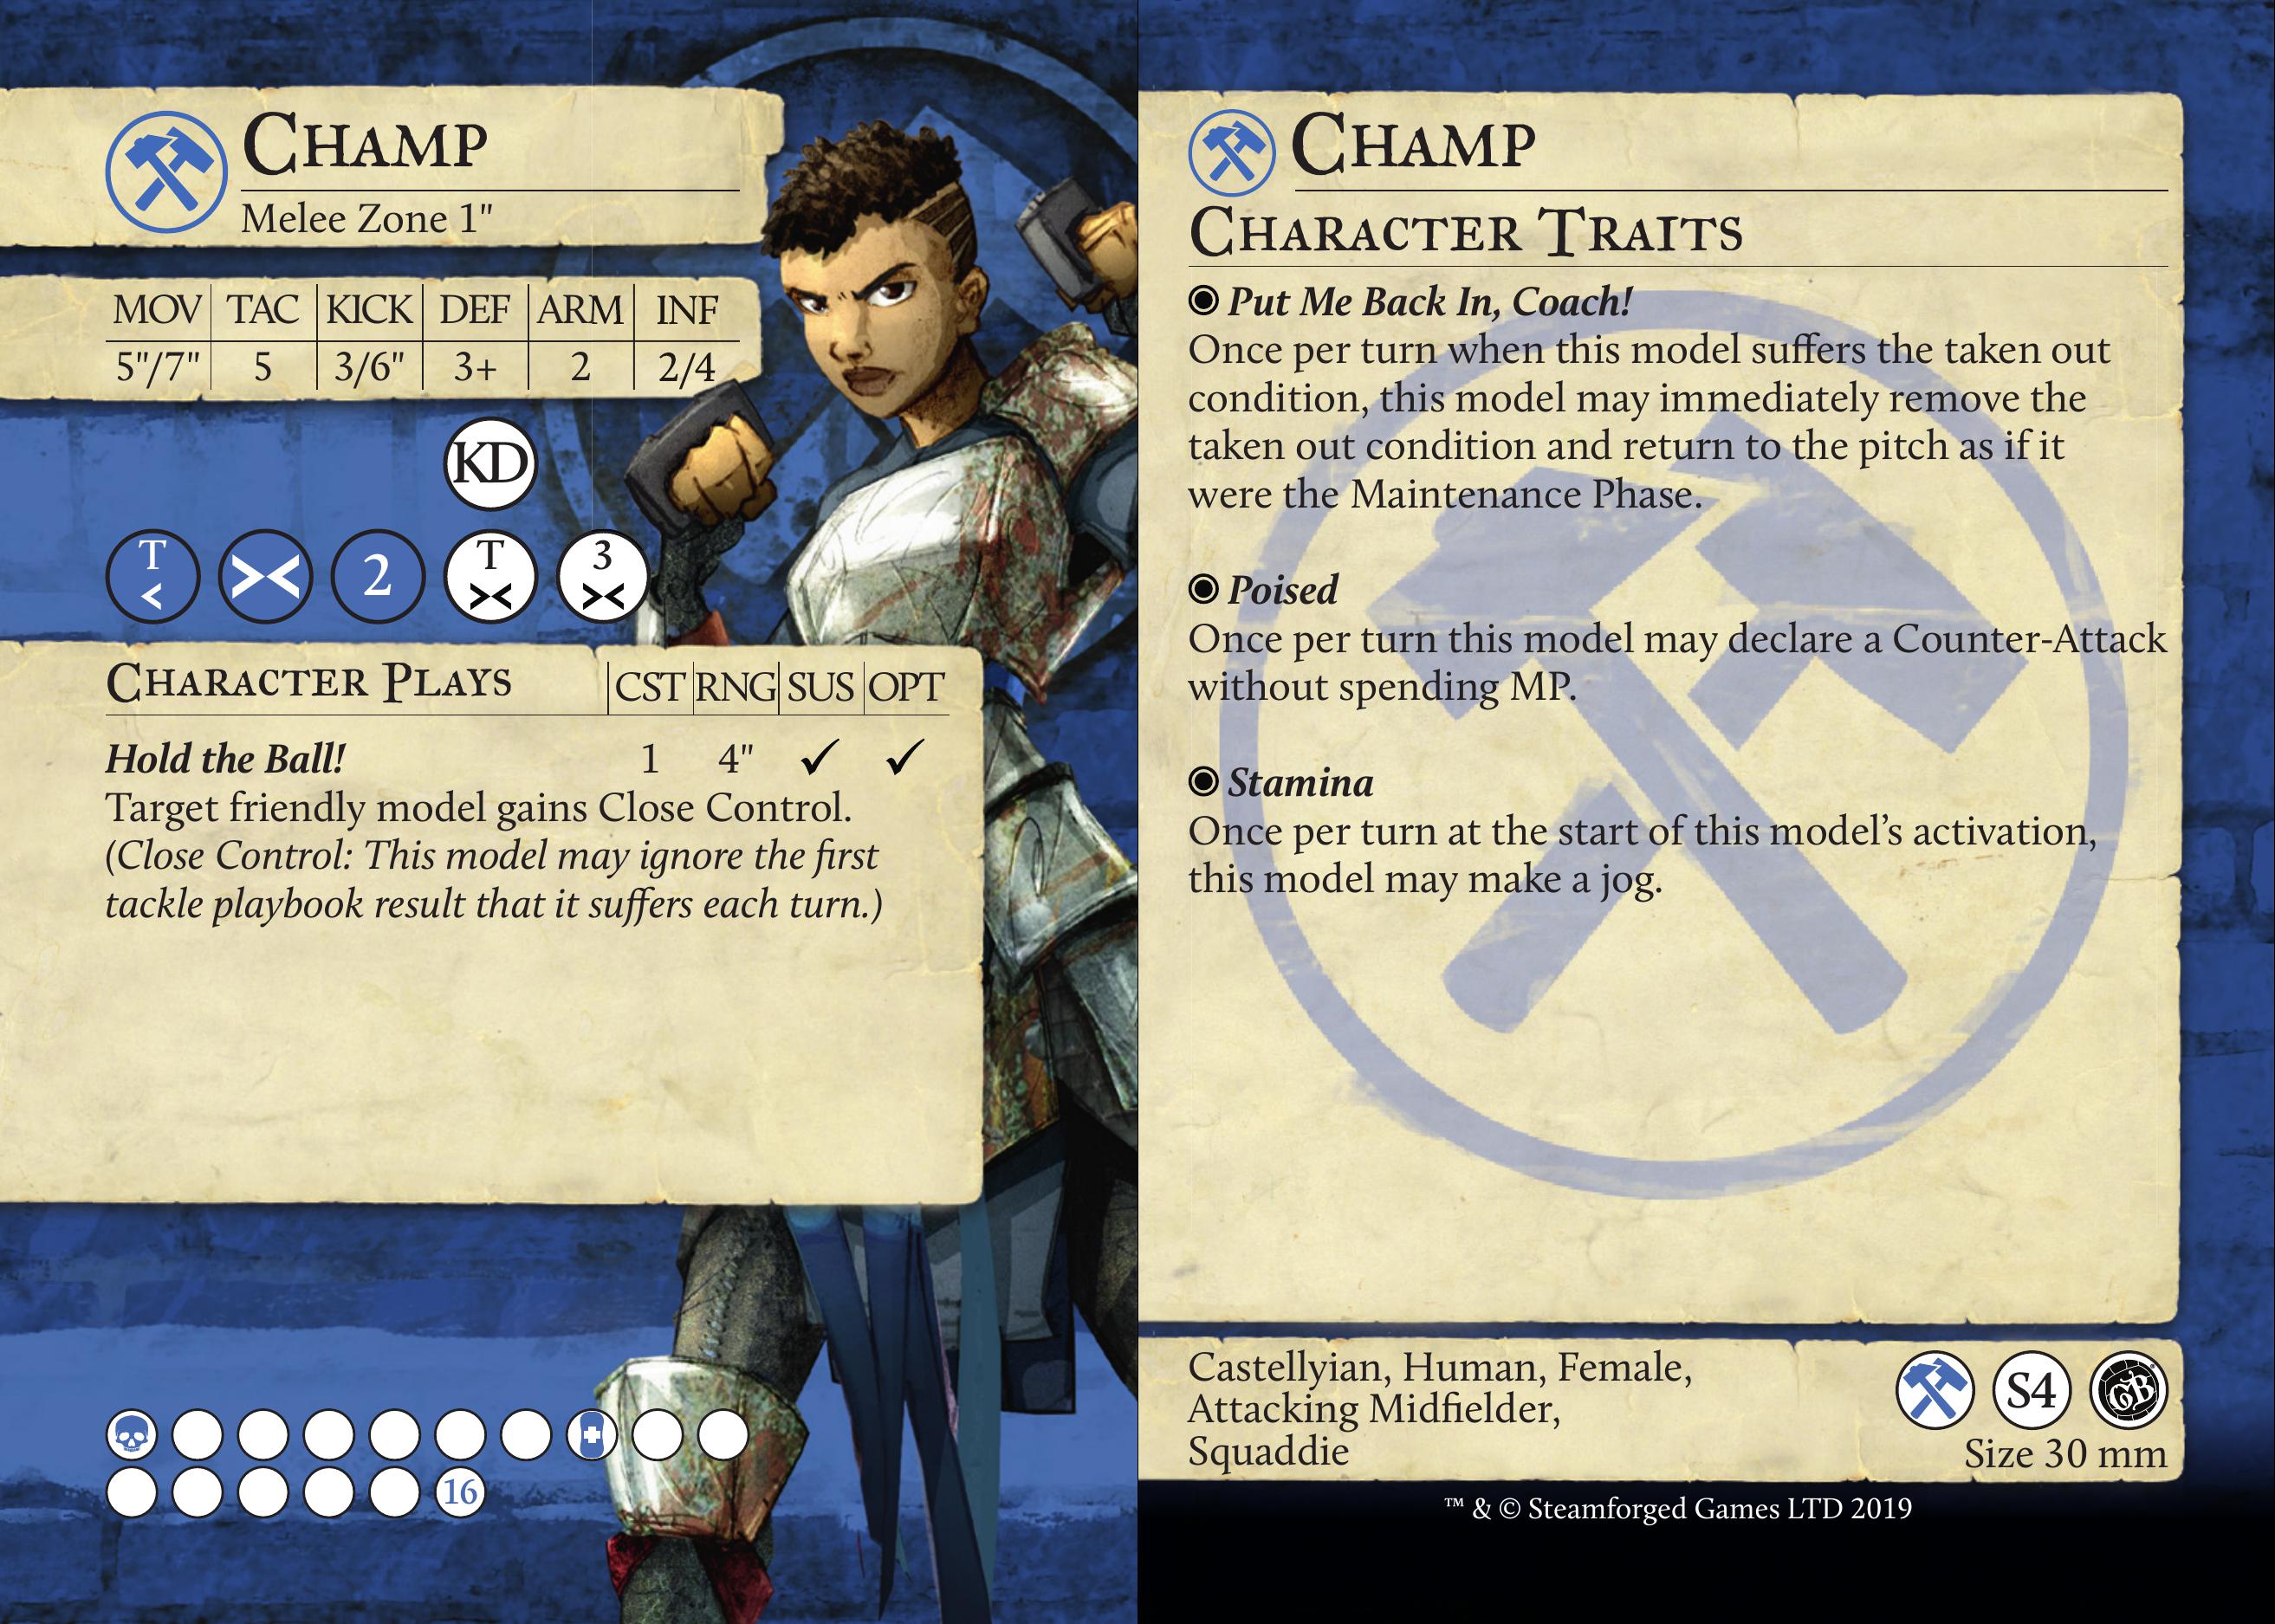 Champ
Melee Zone 1"
MOV TAC KICK DEF ARM INF
5"/7" 5 3/6" 3+ 2 2/4
KD
T < >< 2 T >< 3 ><
Character Plays CST RNG SUS OPT
Hold the Ball! 1 4" ✓ ✓
Target friendly model gains Close Control.
(Close Control: This model may ignore the first
tackle playbook result that it suffers each turn.)
16
Champ
Character Traits
Put Me Back In, Coach!
Once per turn when this model suffers the taken out
condition, this model may immediately remove the
taken out condition and return to the pitch as if it
were the Maintenance Phase.
Poised
Once per turn this model may declare a Counter-Attack
without spending MP.
Stamina
Once per turn at the start of this model's activation,
this model may make a jog.
Castellyian, Human, Female,
Attacking Midfielder,
Squaddie
S4 GB
Size 30 mm
™ & © Steamforged Games LTD 2019